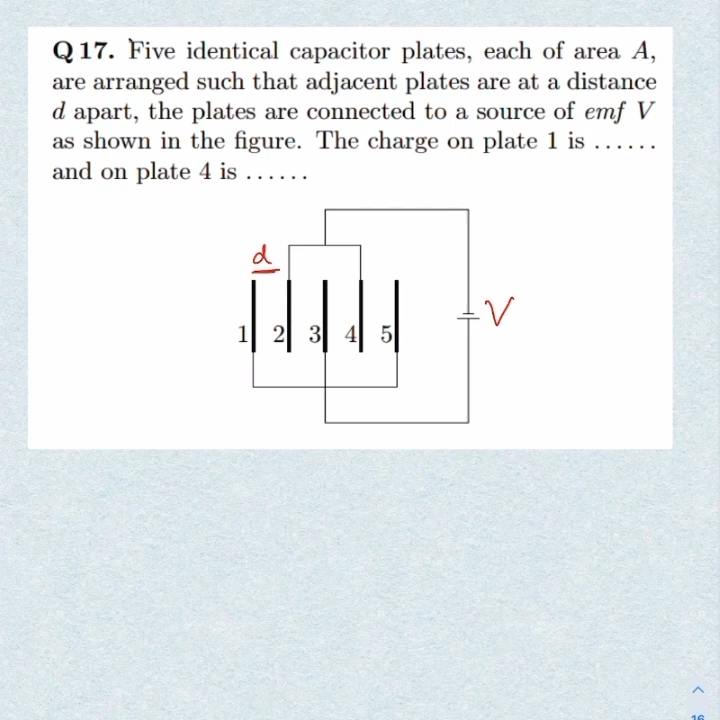 Q 17. Five identical capacitor plates, each of area A,
are arranged such that adjacent plates are at a distance
d apart, the plates are connected to a source of emf V
as shown in the figure. The charge on plate 1 is ......
and on plate 4 is ......
d
1 2 3 4 5
V
16